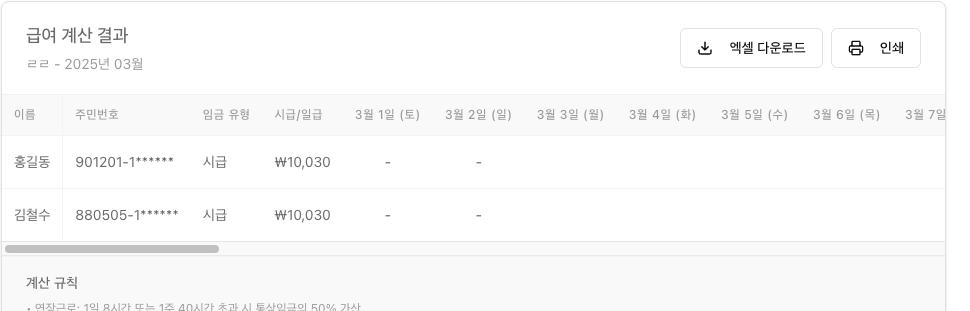 급여 계산 결과
ㄹㄹ - 2025년 03월
엑셀 다운로드 인쇄
이름 주민번호 임금 유형 시급/일급 3월 1일 (토) 3월 2일 (일) 3월 3일 (월) 3월 4일 (화) 3월 5일 (수) 3월 6일 (목) 3월 7일
홍길동 901201-1****** 시급 ₩10,030 - -
김철수 880505-1****** 시급 ₩10,030 - -
계산 규칙
• 연장근로: 1일 8시간 또는 1주 40시간 초과 시 통상임금의 50% 가산